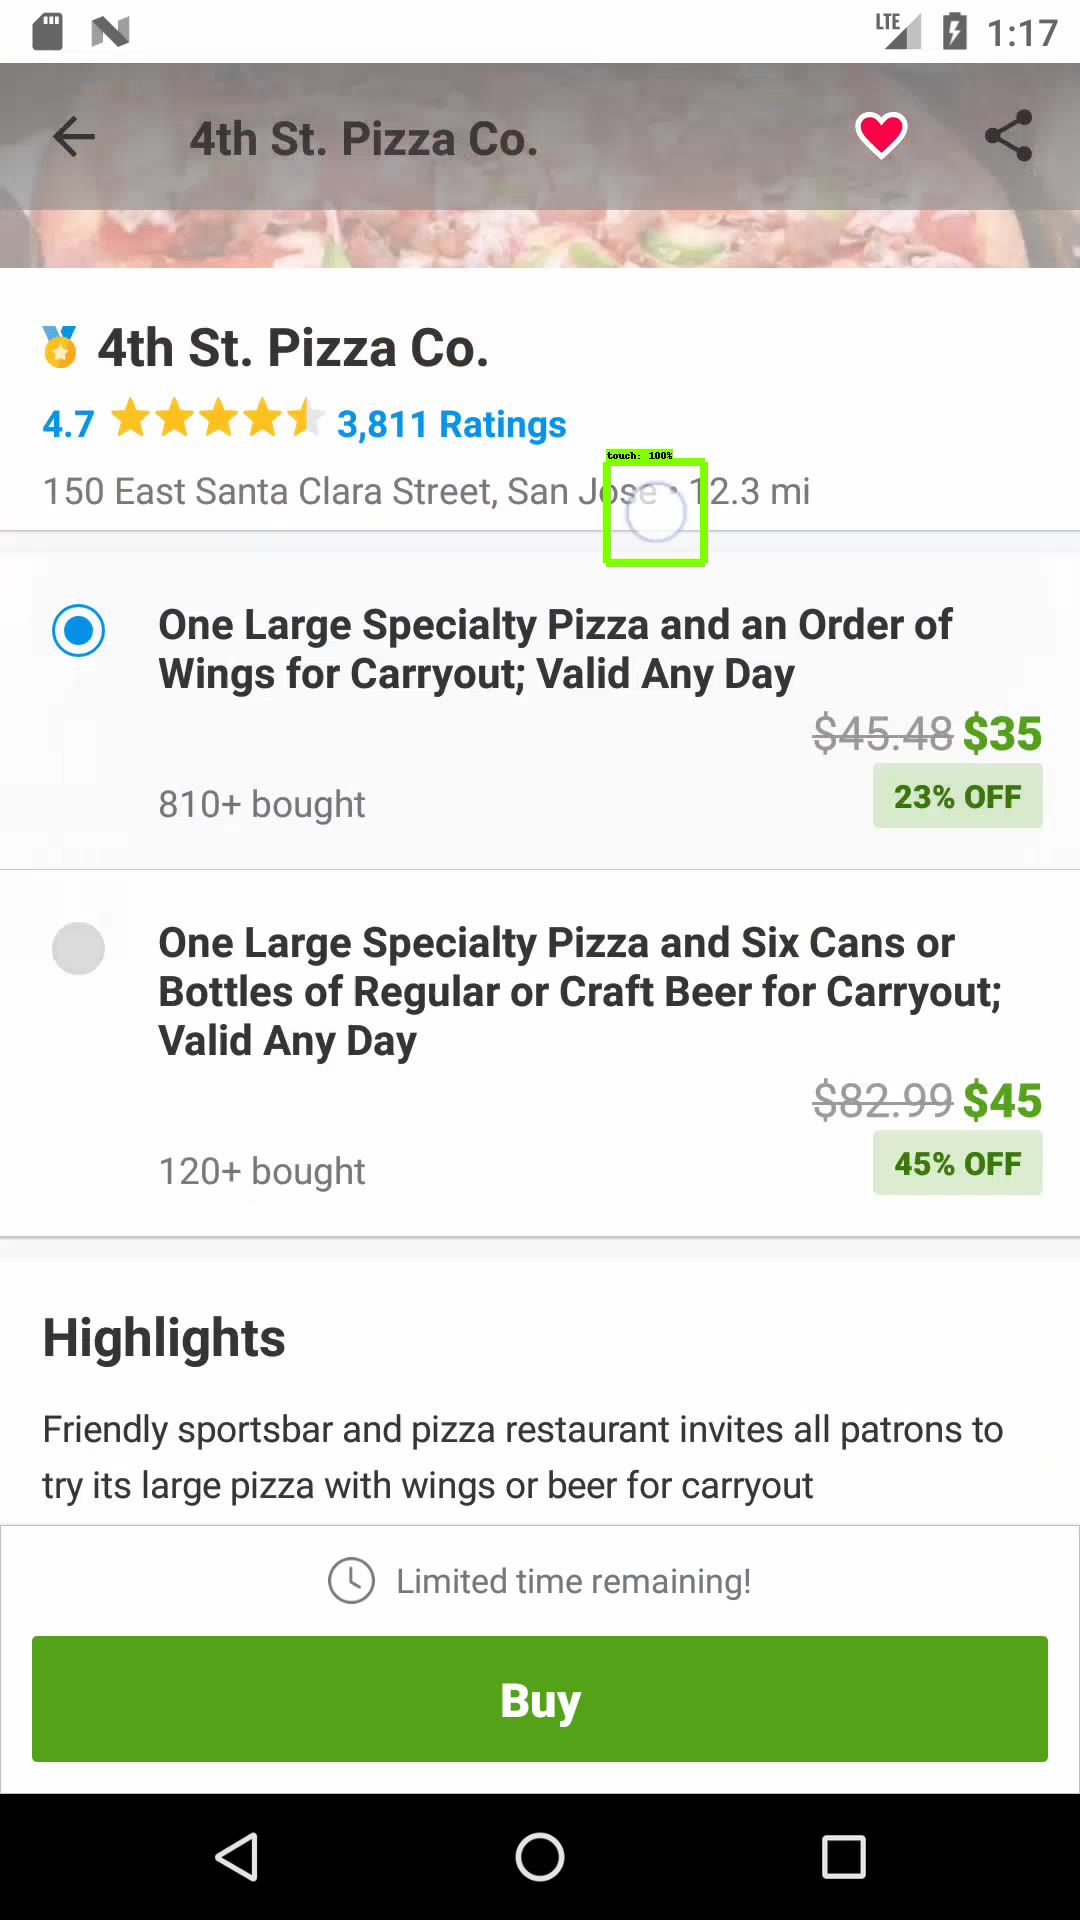 LTE 1:17
4th St. Pizza Co.
4th St. Pizza Co.
4.7 3,811 Ratings
touch: 100%
150 East Santa Clara Street, San Jose • 12.3 mi
One Large Specialty Pizza and an Order of
Wings for Carryout; Valid Any Day
$45.48 $35
23% OFF
810+ bought
One Large Specialty Pizza and Six Cans or
Bottles of Regular or Craft Beer for Carryout;
Valid Any Day
$82.99 $45
45% OFF
120+ bought
Highlights
Friendly sportsbar and pizza restaurant invites all patrons to
try its large pizza with wings or beer for carryout
Limited time remaining!
Buy